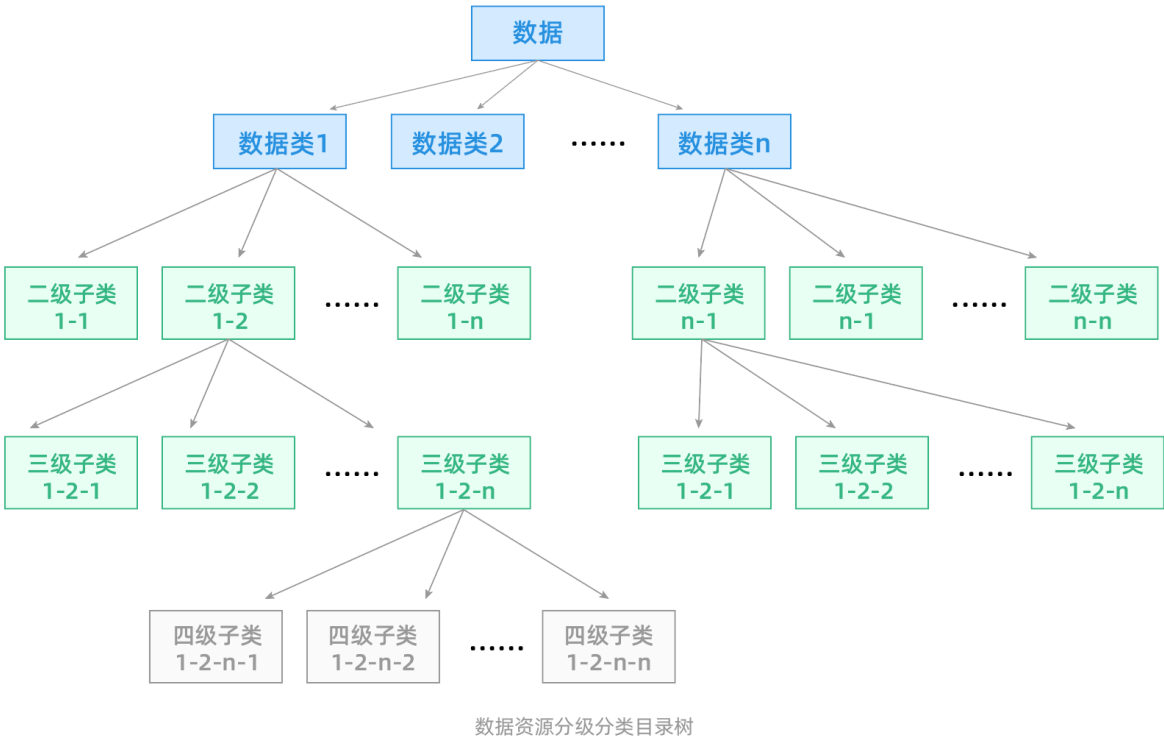 数据
数据类1
数据类2
······
数据类n
二级子类
1-1
二级子类
1-2
······
二级子类
1-n
二级子类
n-1
二级子类
n-1
······
二级子类
n-n
三级子类
1-2-1
三级子类
1-2-2
······
三级子类
1-2-n
三级子类
1-2-1
三级子类
1-2-2
······
三级子类
1-2-n
四级子类
1-2-n-1
四级子类
1-2-n-2
······
四级子类
1-2-n-n
数据资源分级分类目录树